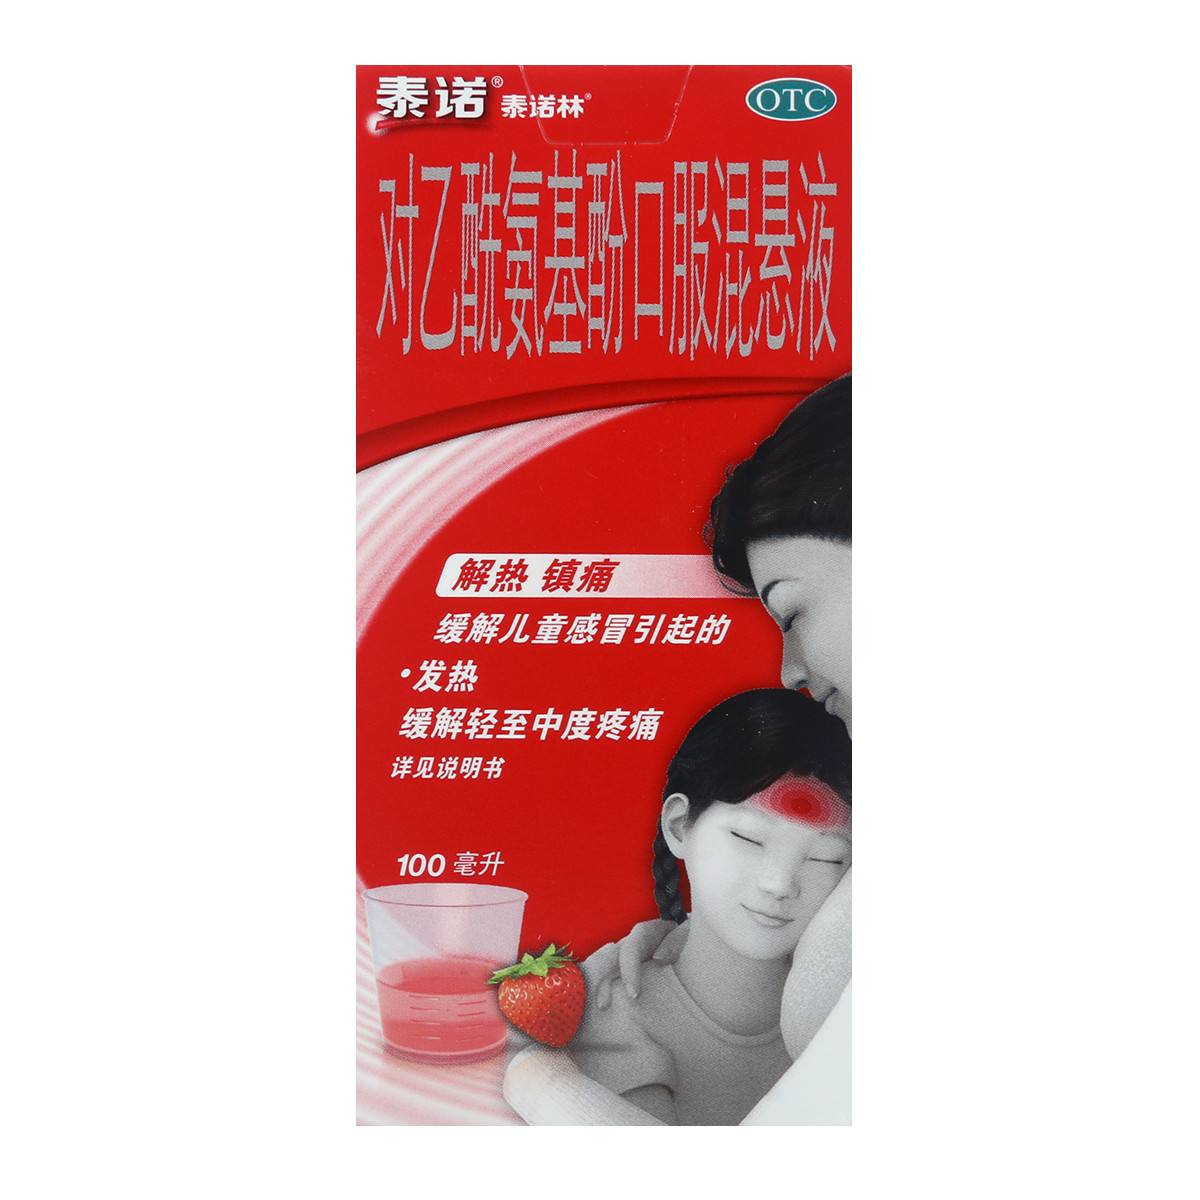 泰诺® 泰诺林®
OTC
对乙酰氨基酚口服混悬液
解热 镇痛
缓解儿童感冒引起的
•发热
缓解轻至中度疼痛
详见说明书
100 毫升